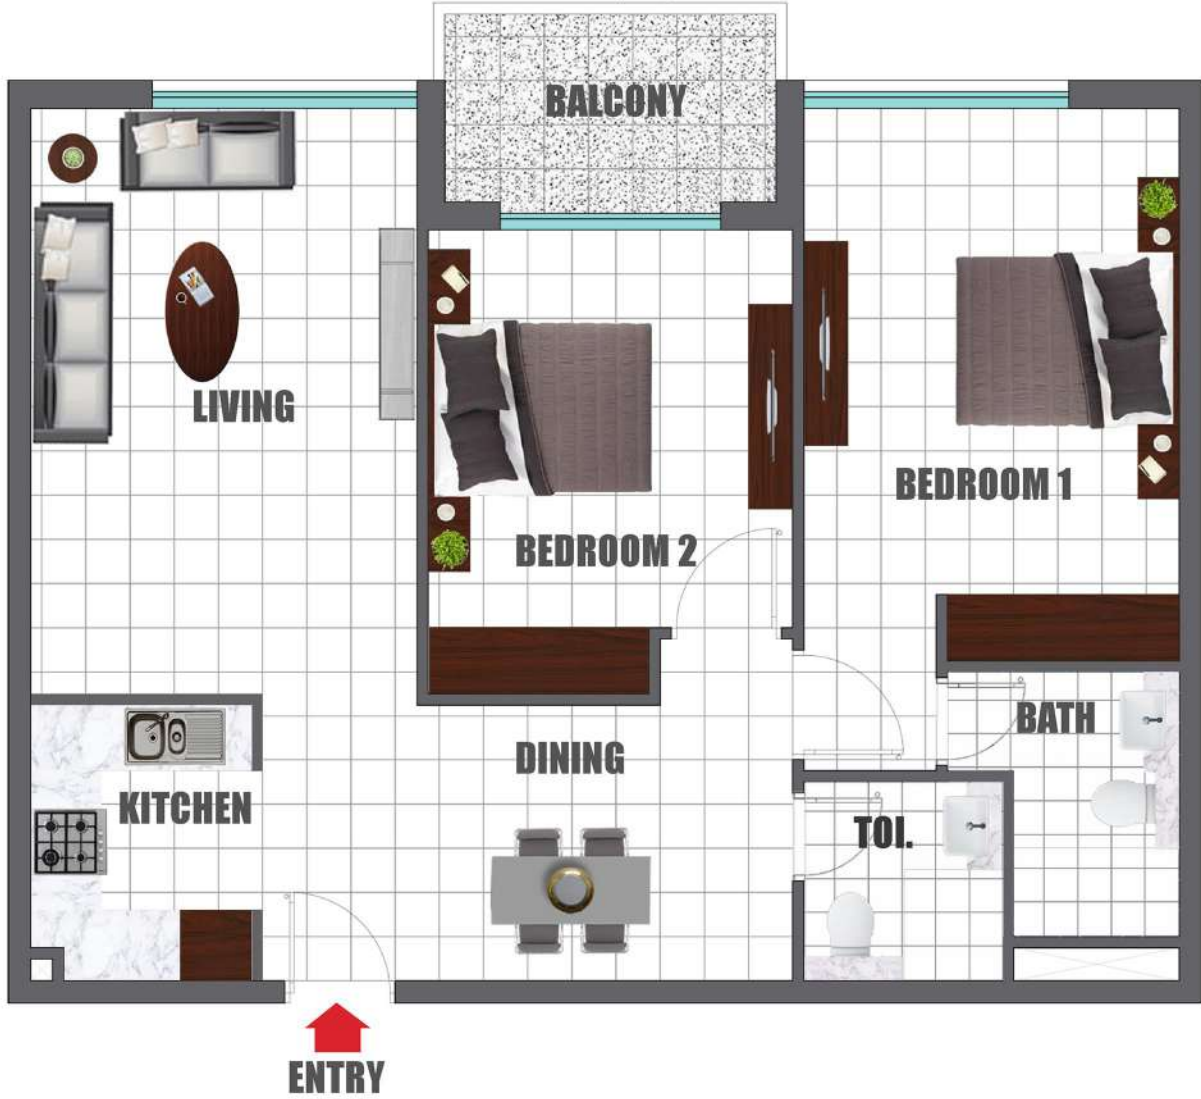 BALCONY
LIVING
BEDROOM 1
BEDROOM 2
BATH
DINING
KITCHEN
TOI.
ENTRY